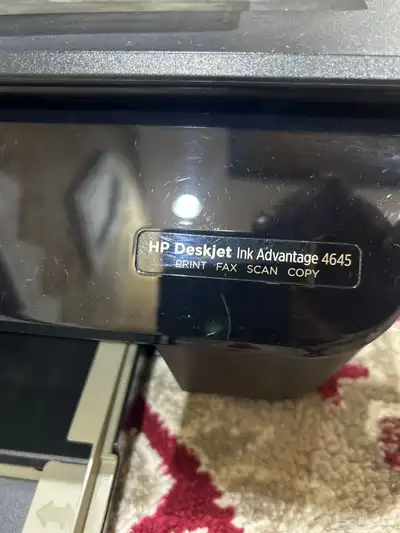 HP Deskjet Ink Advantage 4645
PRINT FAX SCAN COPY